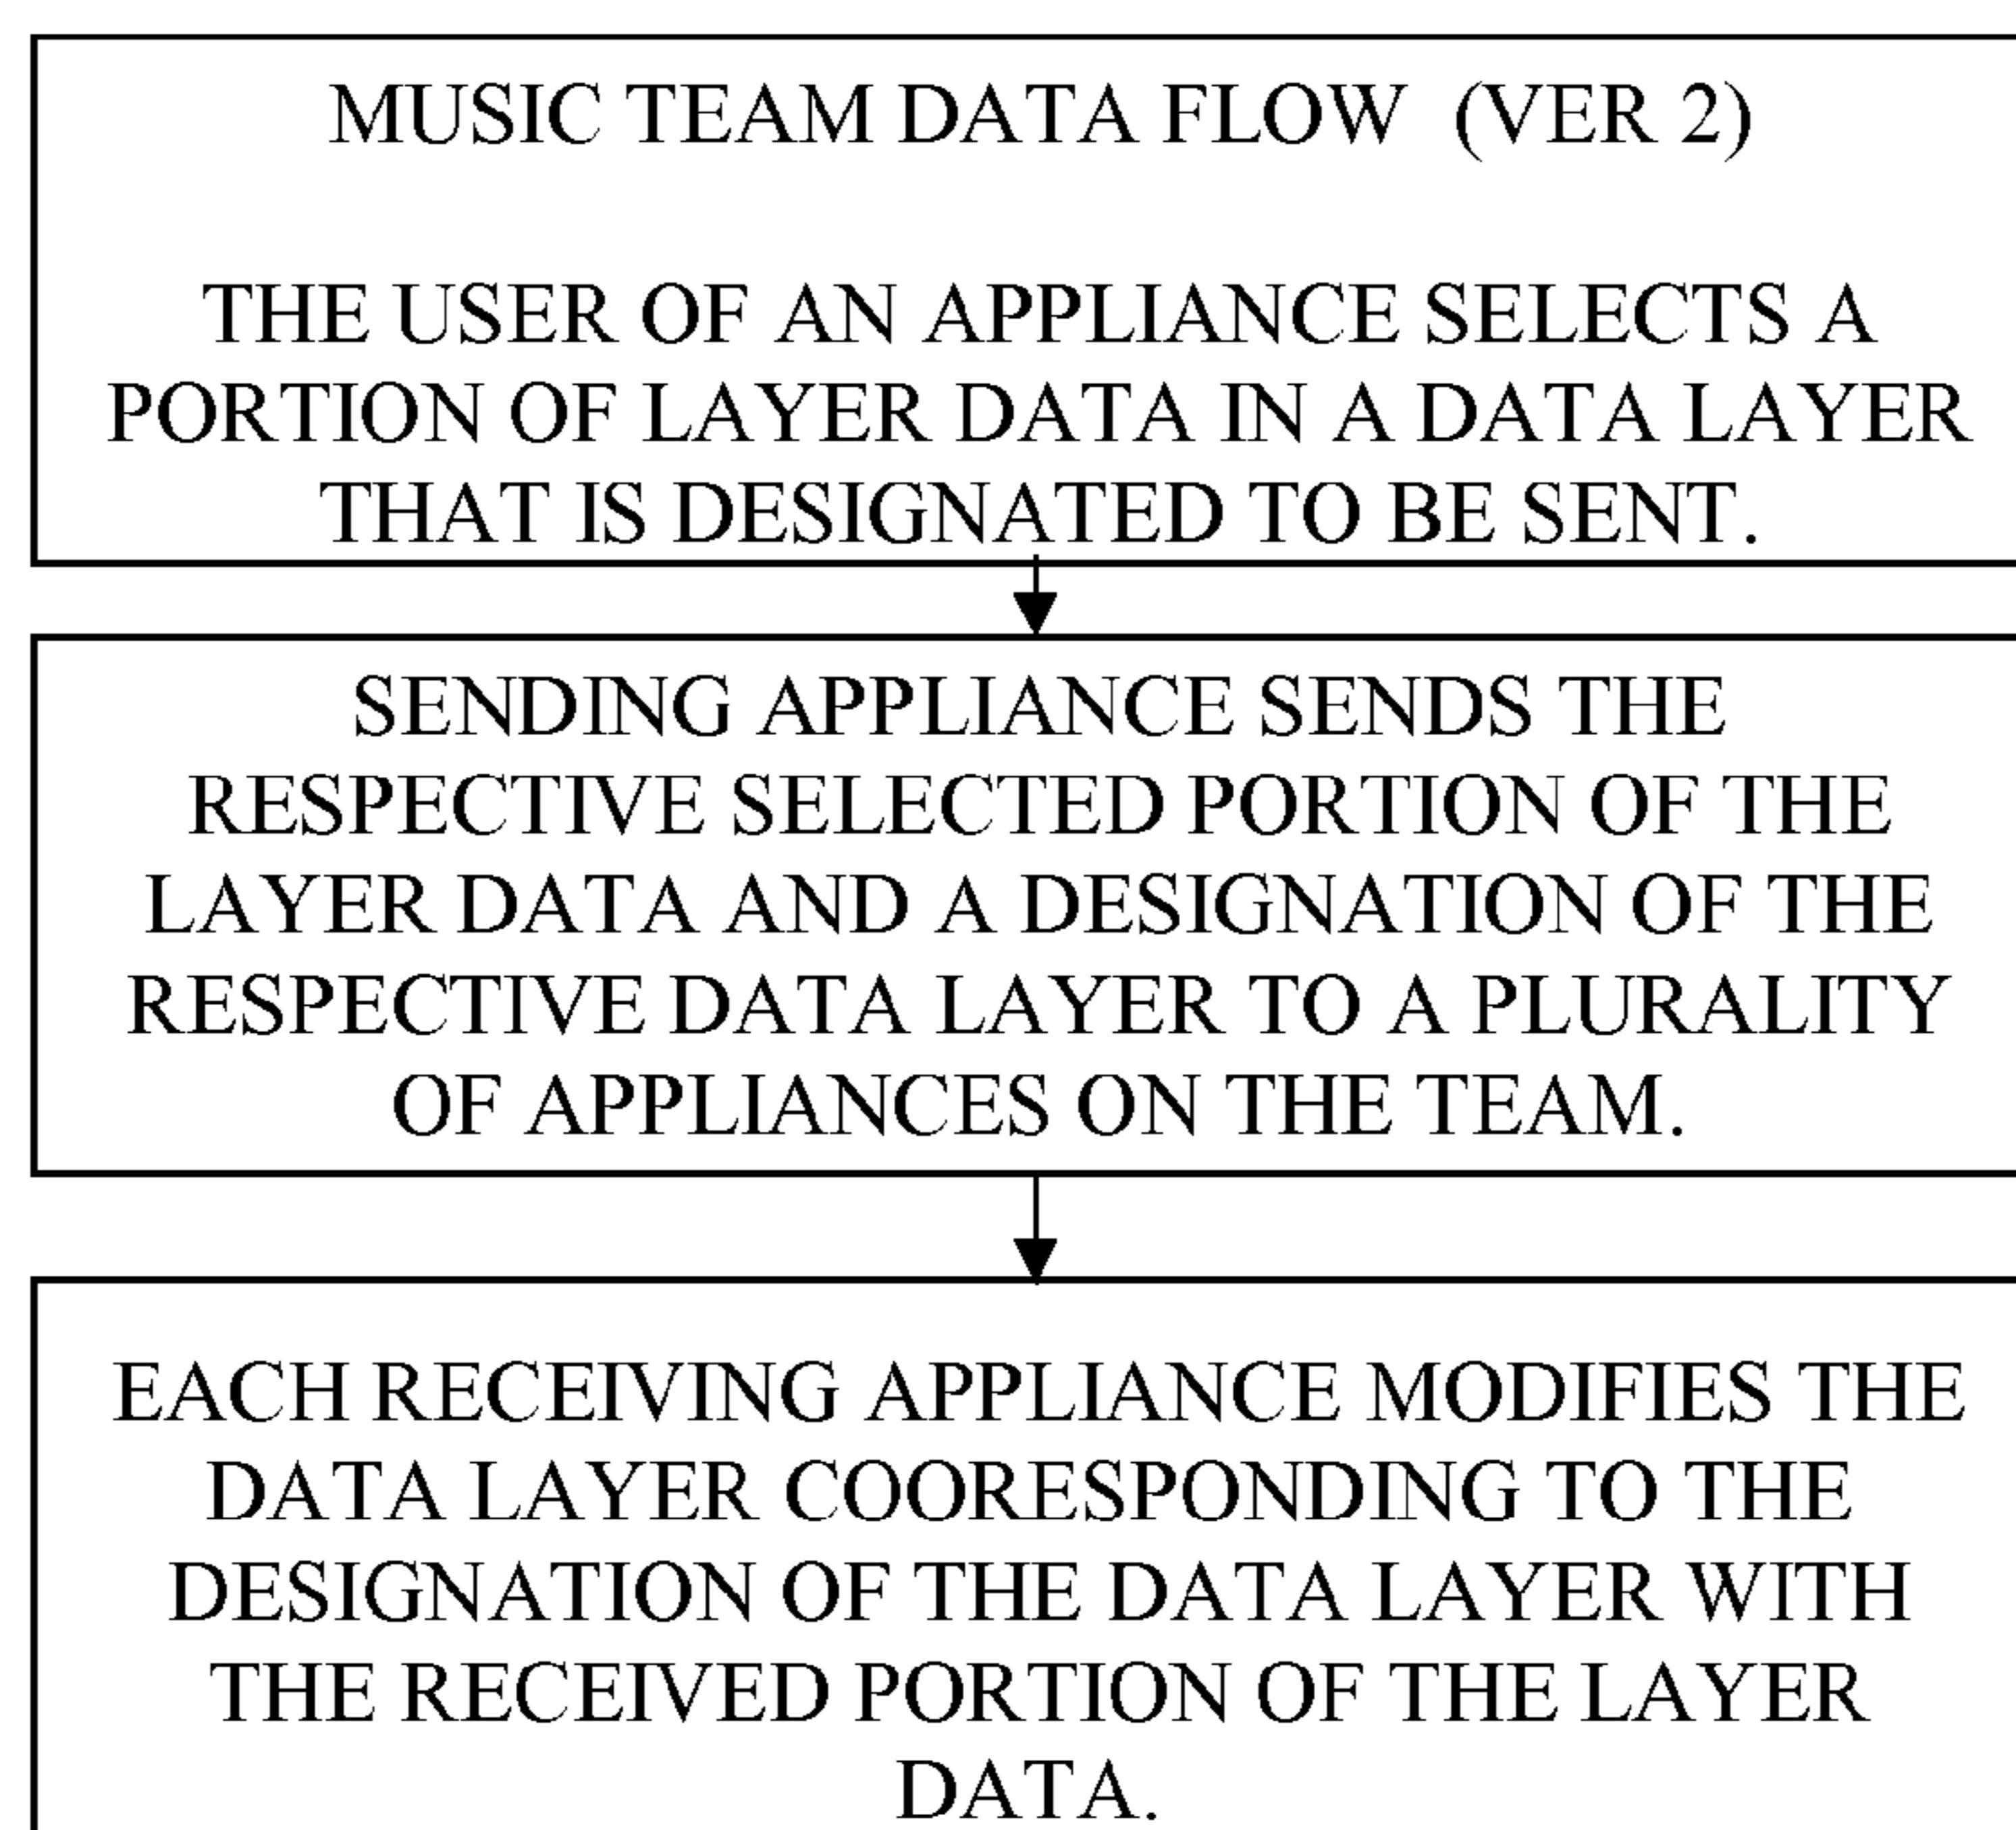 MUSIC TEAM DATA FLOW (VER 2)
THE USER OF AN APPLIANCE SELECTS A
PORTION OF LAYER DATA IN A DATA LAYER
THAT IS DESIGNATED TO BE SENT.
SENDING APPLIANCE SENDS THE
RESPECTIVE SELECTED PORTION OF THE
LAYER DATA AND A DESIGNATION OF THE
RESPECTIVE DATA LAYER TO A PLURALITY
OF APPLIANCES ON THE TEAM.
EACH RECEIVING APPLIANCE MODIFIES THE
DATA LAYER COORESPONDING TO THE
DESIGNATION OF THE DATA LAYER WITH
THE RECEIVED PORTION OF THE LAYER
DATA.